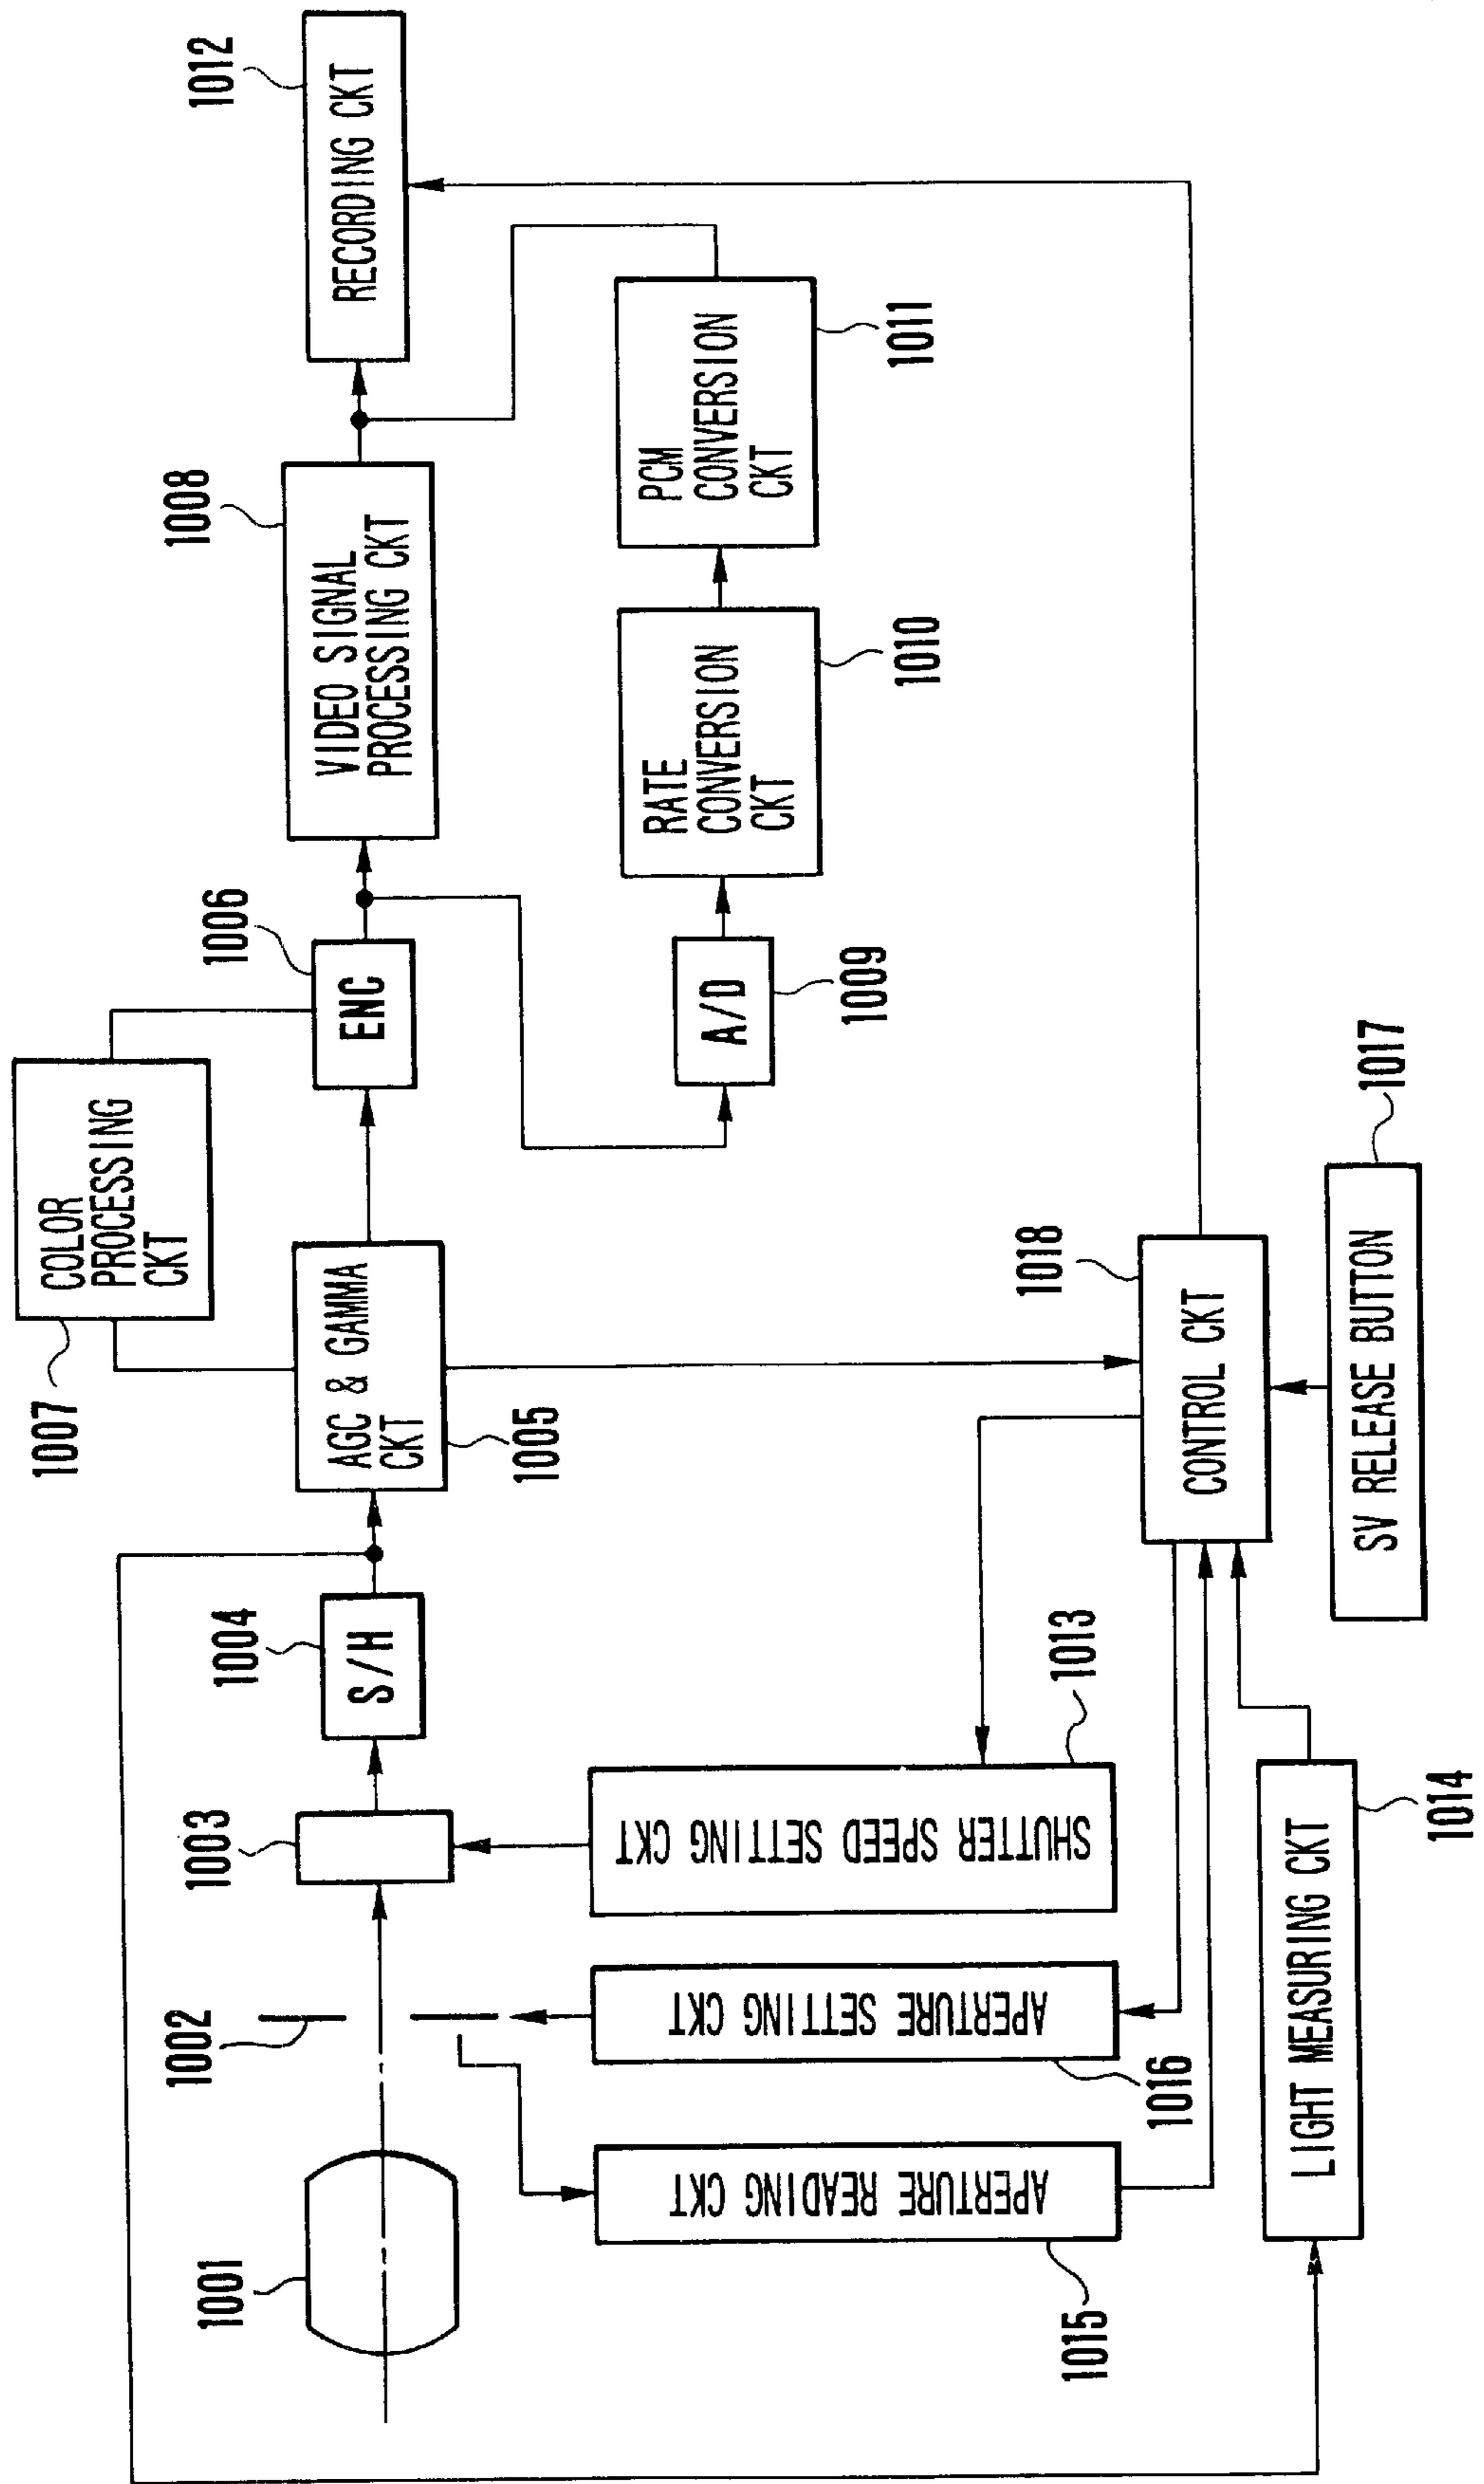 1007
COLOR
PROCESSING
CKT
1001
1002
1003
1004
S/H
AGC & GAMMA
CKT
1005
1006
ENC
1008
VIDEO SIGNAL
PROCESSING CKT
1012
RECORDING CKT
A/D
1009
RATE
CONVERSION
CKT
1010
PCM
CONVERSION
CKT
1011
APERTURE READING CKT
1015
APERTURE SETTING CKT
1016
SHUTTER SPEED SETTING CKT
1013
1018
CONTROL CKT
LIGHT MEASURING CKT
1014
SV RELEASE BUTTON
1017